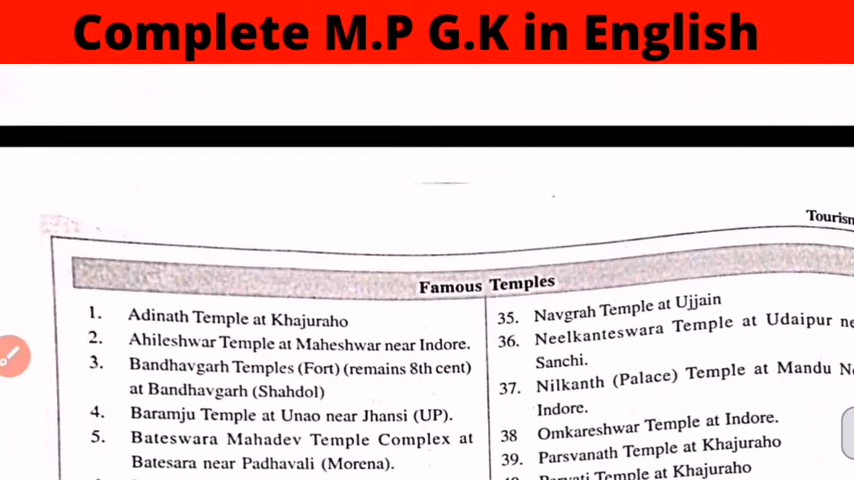 Complete M.P G.K in English
Famous Temples
1. Adinath Temple at Khajuraho
2. Ahileshwar Temple at Maheshwar near Indore.
3. Bandhavgarh Temples (Fort) (remains 8th cent)
at Bandhavgarh (Shahdol)
4. Baramju Temple at Unao near Jhansi (UP).
5. Bateswara Mahadev Temple Complex at
Batesara near Padhavali (Morena).
35. Navgrah Temple at Ujjain
36. Neelkanteswara Temple at Udaipur
Sanchi.
37. Nilkanth (Palace) Temple at Mandu
Indore.
38 Omkareshwar Temple at Indore.
39. Parsvanath Temple at Khajuraho
Temple at Khajuraho